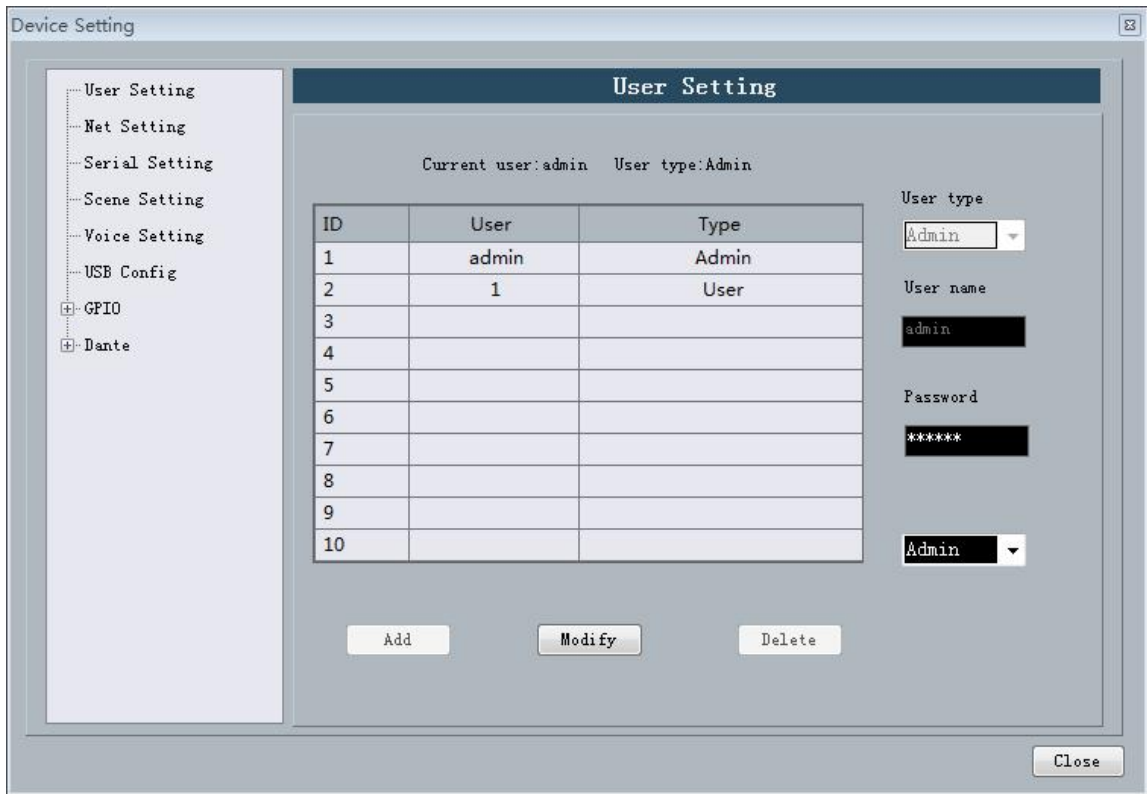 Device Setting
User Setting
Net Setting
Serial Setting
Scene Setting
Voice Setting
USB Config
GPIO
Dante
User Setting
Current user:admin User type:Admin
ID User Type
1 admin Admin
2 1 User
3
4
5
6
7
8
9
10
User type
Admin
User name
admin
Password
******
Admin
Add Modify Delete
Close